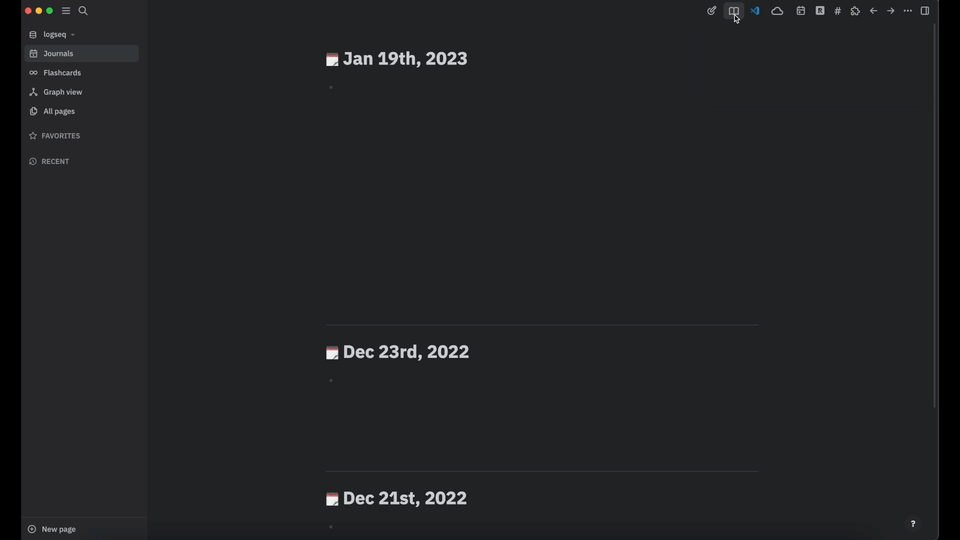 logseq
Journals
Flashcards
Graph view
All pages
FAVORITES
RECENT
New page
R
#
Jan 19th, 2023
Dec 23rd, 2022
Dec 21st, 2022
?